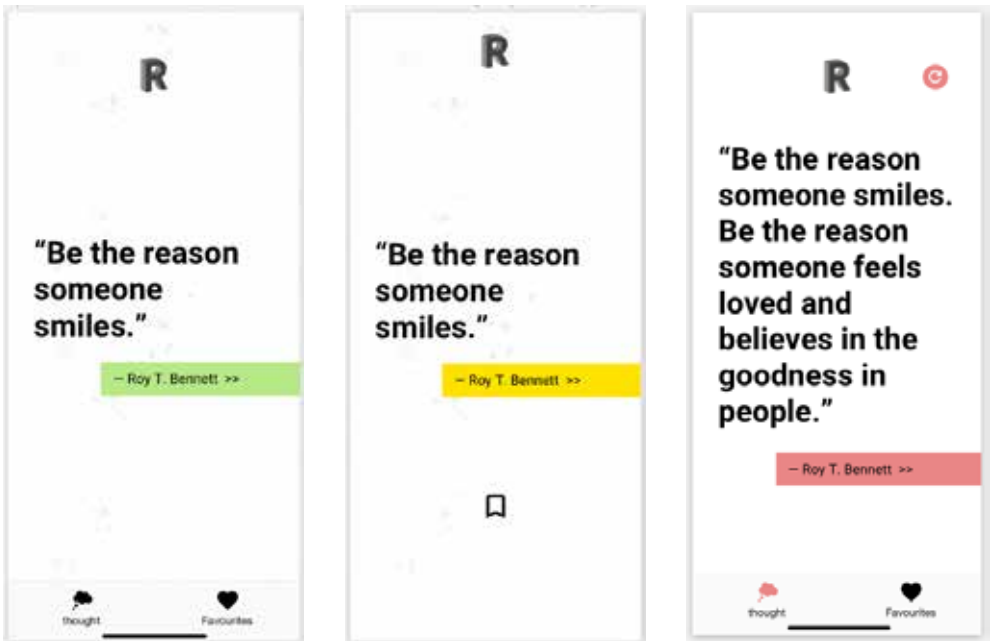 R
“Be the reason
someone
smiles.”
– Roy T. Bennett >>
thought
Favourites
R
“Be the reason
someone
smiles.”
– Roy T. Bennett >>
R
“Be the reason
someone smiles.
Be the reason
someone feels
loved and
believes in the
goodness in
people.”
– Roy T. Bennett >>
thought
Favourites